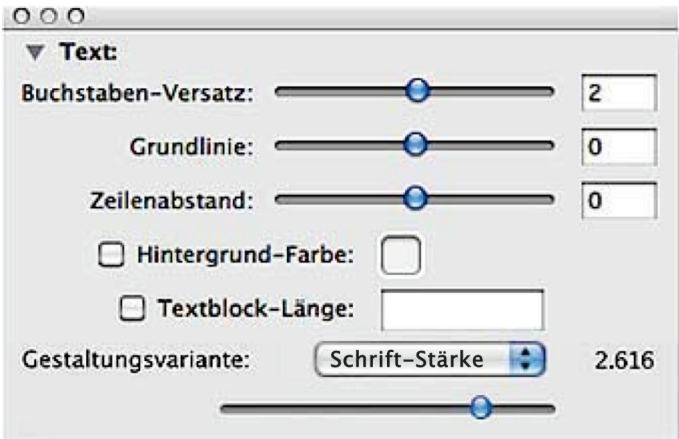 Text:
Buchstaben-Versatz: 2
Grundlinie: 0
Zeilenabstand: 0
Hintergrund-Farbe:
Textblock-Länge:
Gestaltungsvariante: Schrift-Stärke 2.616